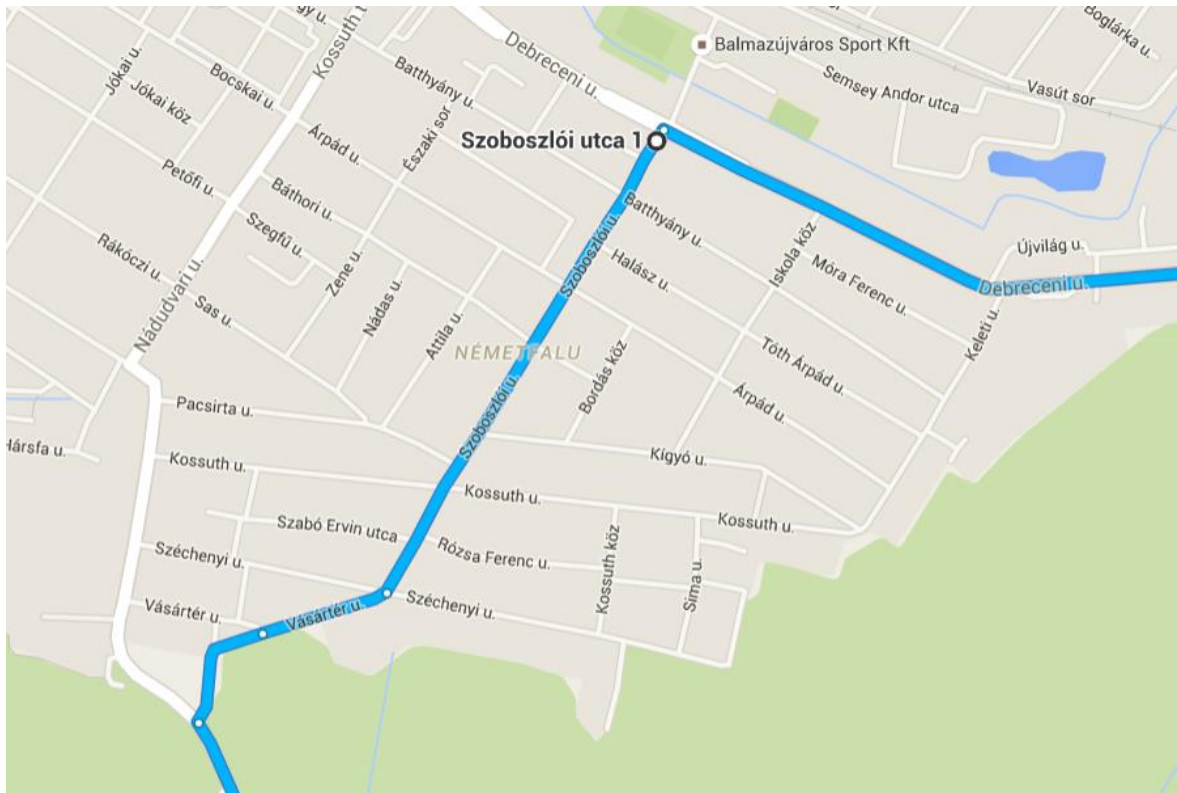 gy u.
Kossuth u
Boglárka u.
Debreceni u.
Balmazújváros Sport Kft
Jókai u.
Bocskai u.
Batthyány u.
Semsey Andor utca
Vasút sor
Jókai köz
Északi sor
Árpád u.
Szoboszlói utca 1
Petőfi u.
Báthori u.
Szegfű u.
Batthyány u.
Szoboszlói u.
Iskola köz
Újvilág u.
Rákóczi u.
Zene u.
Halász u.
Móra Ferenc u.
Debreceni u.
Nádudvari u.
Sas u.
Nádas u.
Attila u.
NÉMETFALU
Keleti u.
Bordás köz
Tóth Árpád u.
Szoboszlói u.
Árpád u.
Pacsirta u.
Hársfa u.
Kossuth u.
Kígyó u.
Kossuth u.
Kossuth u.
Szabó Ervin utca
Rózsa Ferenc u.
Széchenyi u.
Kossuth köz
Sima u.
Vásártér u.
Vásártér u.
Széchenyi u.